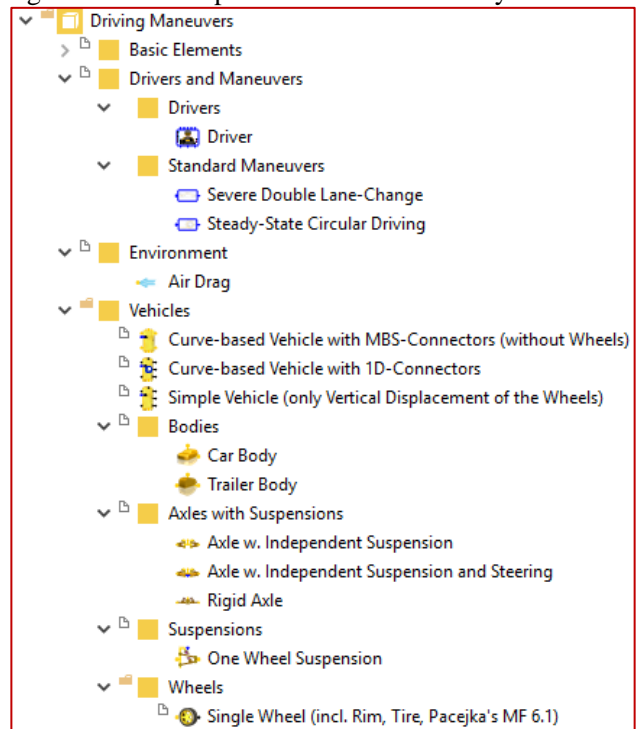 Driving Maneuvers
Basic Elements
Drivers and Maneuvers
Drivers
Driver
Standard Maneuvers
Severe Double Lane-Change
Steady-State Circular Driving
Environment
Air Drag
Vehicles
Curve-based Vehicle with MBS-Connectors (without Wheels)
Curve-based Vehicle with 1D-Connectors
Simple Vehicle (only Vertical Displacement of the Wheels)
Bodies
Car Body
Trailer Body
Axles with Suspensions
Axle w. Independent Suspension
Axle w. Independent Suspension and Steering
Rigid Axle
Suspensions
One Wheel Suspension
Wheels
Single Wheel (incl. Rim, Tire, Pacejka's MF 6.1)